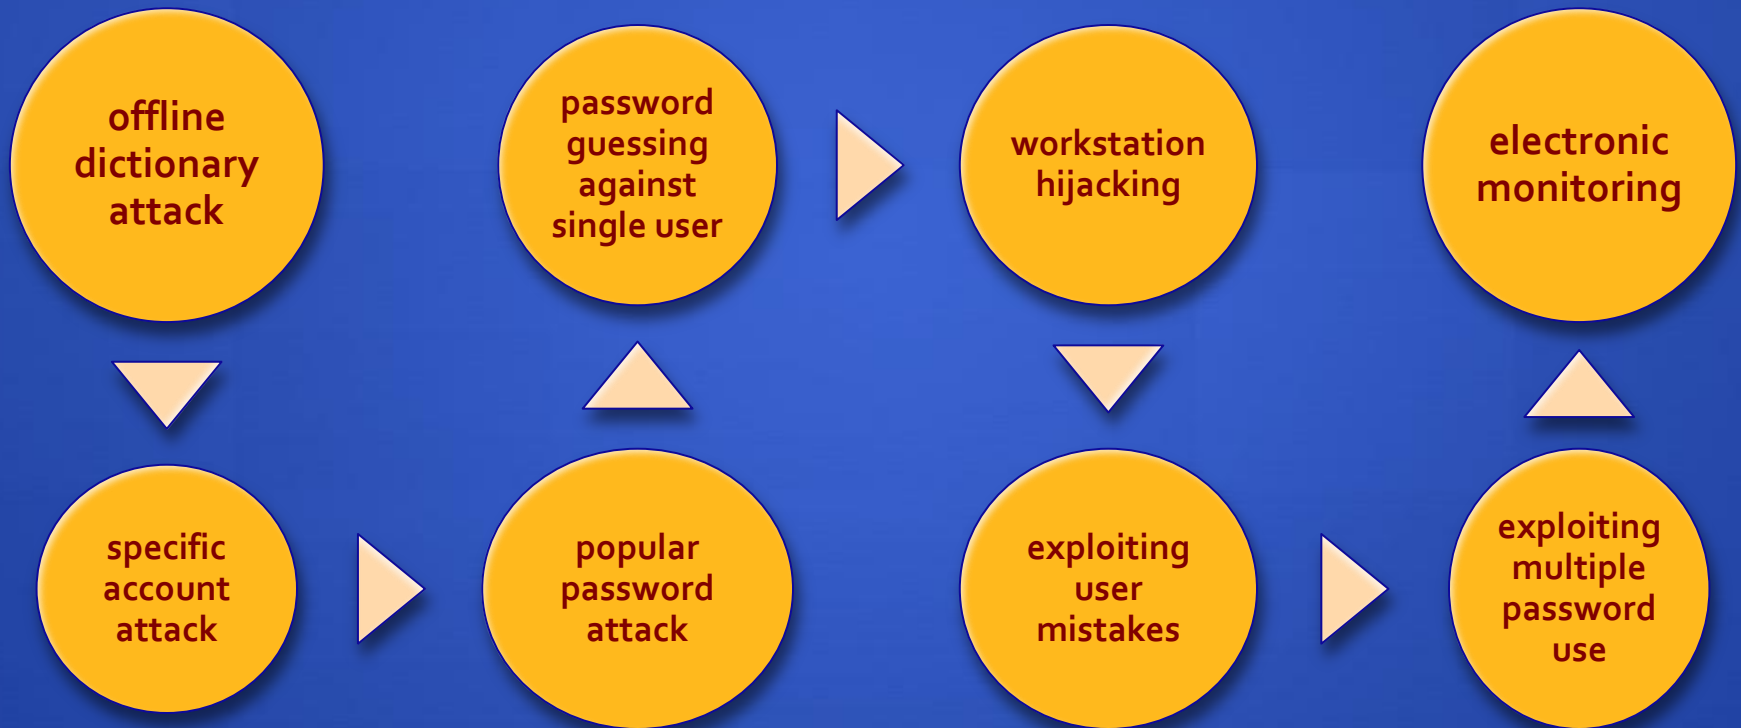 offline
dictionary
attack
specific
account
attack
popular
password
attack
password
guessing
against
single user
workstation
hijacking
exploiting
user
mistakes
exploiting
multiple
password
use
electronic
monitoring